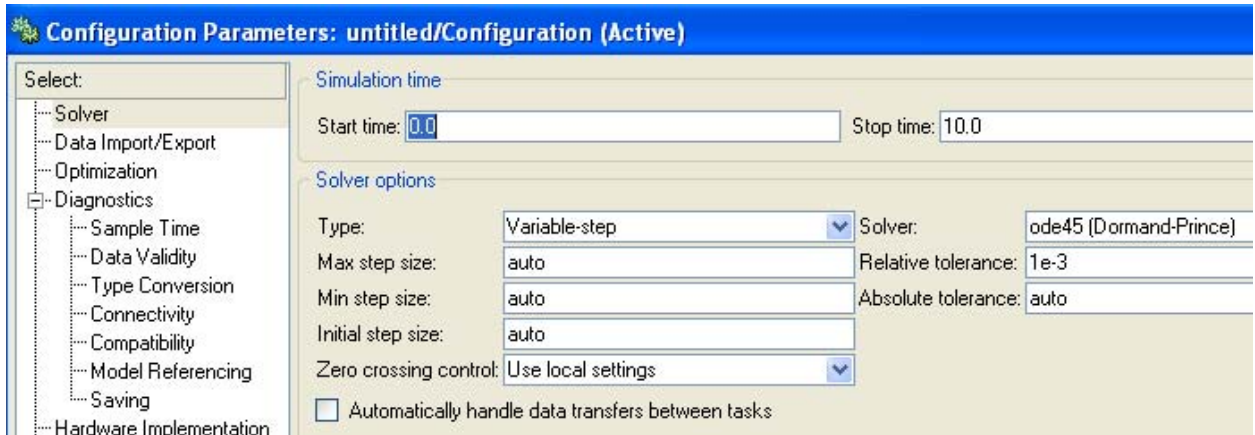 Configuration Parameters: untitled/Configuration (Active)
Select:
Solver
Data Import/Export
Optimization
Diagnostics
Sample Time
Data Validity
Type Conversion
Connectivity
Compatibility
Model Referencing
Saving
Hardware Implementation
Simulation time
Start time: 0.0 Stop time: 10.0
Solver options
Type: Variable-step Solver: ode45 (Dormand-Prince)
Max step size: auto Relative tolerance: 1e-3
Min step size: auto Absolute tolerance: auto
Initial step size: auto
Zero crossing control: Use local settings
Automatically handle data transfers between tasks